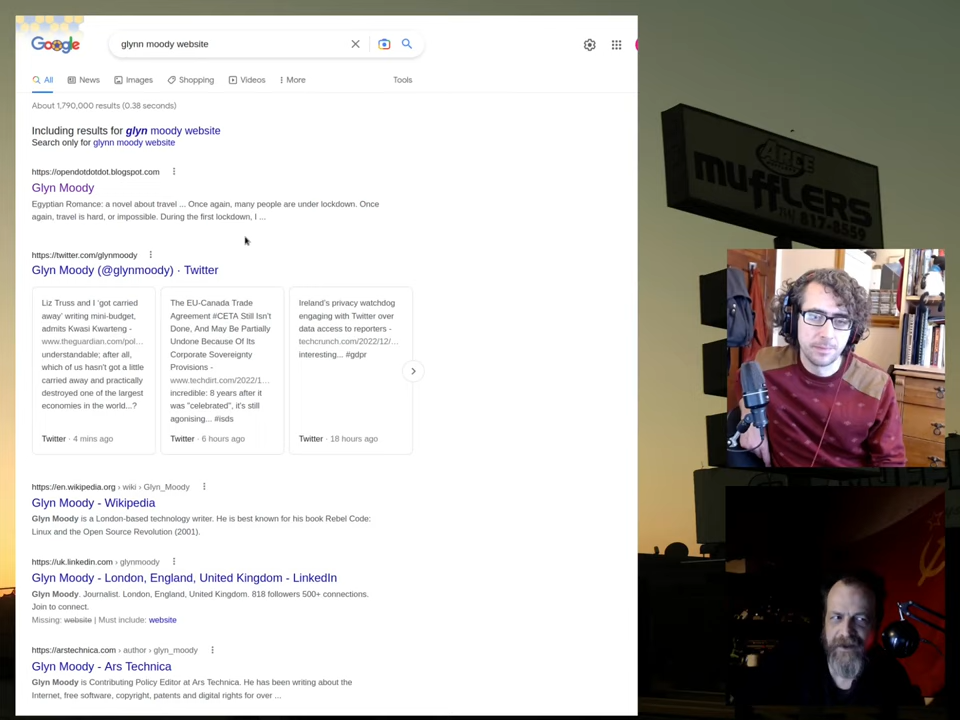 Google
glynn moody website
All
News
Images
Shopping
Videos
More
Tools
About 1,790,000 results (0.38 seconds)
Including results for glyn moody website
Search only for glynn moody website
https://opendotdotdot.blogspot.com
Glyn Moody
Egyptian Romance: a novel about travel ... Once again, many people are under lockdown. Once
again, travel is hard, or impossible. During the first lockdown, I ...
https://twitter.com/glynmoody
Glyn Moody (@glynmoody) · Twitter
Liz Truss and I 'got carried
away' writing mini-budget,
admits Kwasi Kwarteng -
www.theguardian.com/pol...
understandable; after all,
which of us hasn't got a little
carried away and practically
destroyed one of the largest
economies in the world...?
Twitter · 4 mins ago
The EU-Canada Trade
Agreement #CETA Still Isn't
Done, And May Be Partially
Undone Because Of Its
Corporate Sovereignty
Provisions -
www.techdirt.com/2022/1...
incredible: 8 years after it
was "celebrated", it's still
agonising... #isds
Twitter · 6 hours ago
Ireland's privacy watchdog
engaging with Twitter over
data access to reporters -
techcrunch.com/2022/12/...
interesting... #gdpr
Twitter · 18 hours ago
https://en.wikipedia.org › wiki › Glyn_Moody
Glyn Moody - Wikipedia
Glyn Moody is a London-based technology writer. He is best known for his book Rebel Code:
Linux and the Open Source Revolution (2001).
https://uk.linkedin.com › glynmoody
Glyn Moody - London, England, United Kingdom - LinkedIn
Glyn Moody. Journalist. London, England, United Kingdom. 818 followers 500+ connections.
Join to connect.
Missing: website | Must include: website
https://arstechnica.com › author › glyn_moody
Glyn Moody - Ars Technica
Glyn Moody is Contributing Policy Editor at Ars Technica. He has been writing about the
Internet, free software, copyright, patents and digital rights for over ...
mufflers
817-8559